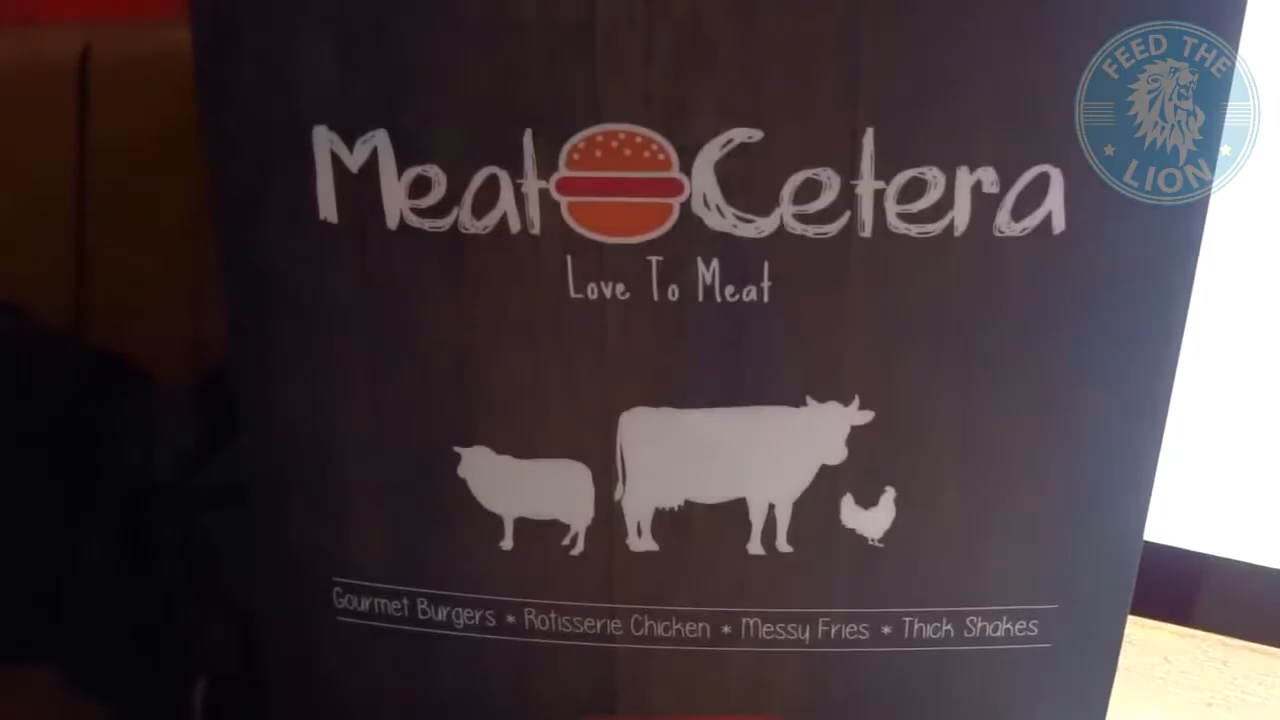 FEED THE
LION
Meat Cetera
Love To Meat
Gourmet Burgers * Rotisserie Chicken * Messy Fries * Thick Shakes